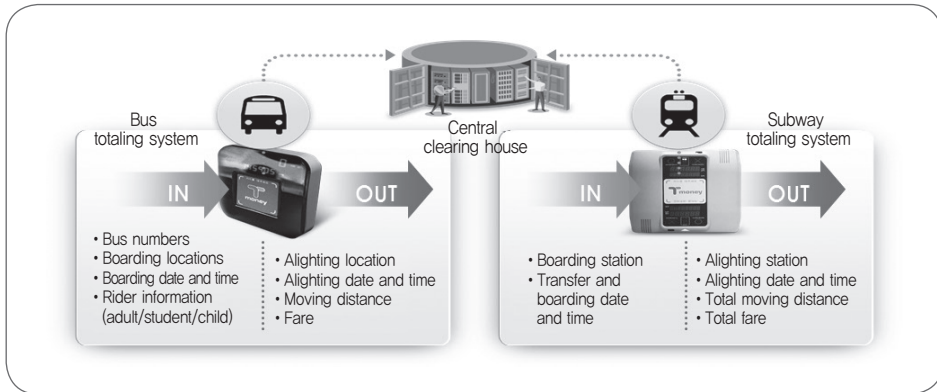 Bus
totaling system
Central
clearing house
Subway
totaling system
IN
T
money
OUT
IN
T
money
OUT
• Bus numbers
• Boarding locations
• Boarding date and time
• Rider information
(adult/student/child)
• Alighting location
• Alighting date and time
• Moving distance
• Fare
• Boarding station
• Transfer and
boarding date
and time
• Alighting station
• Alighting date and time
• Total moving distance
• Total fare